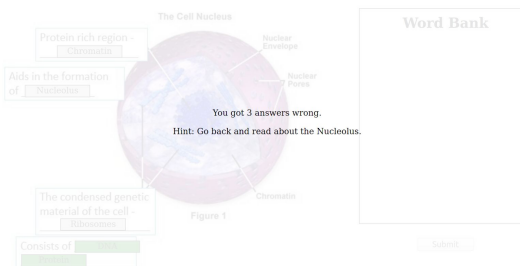 The Cell Nucleus
Word Bank
Protein rich region -
Chromatin
Nuclear
Envelope
Aids in the formation
of Nucleolus
Nuclear
Pores
You got 3 answers wrong.
Hint: Go back and read about the Nucleolus.
The condensed genetic
material of the cell -
Ribosomes
Chromatin
Figure 1
Consists of
Submit